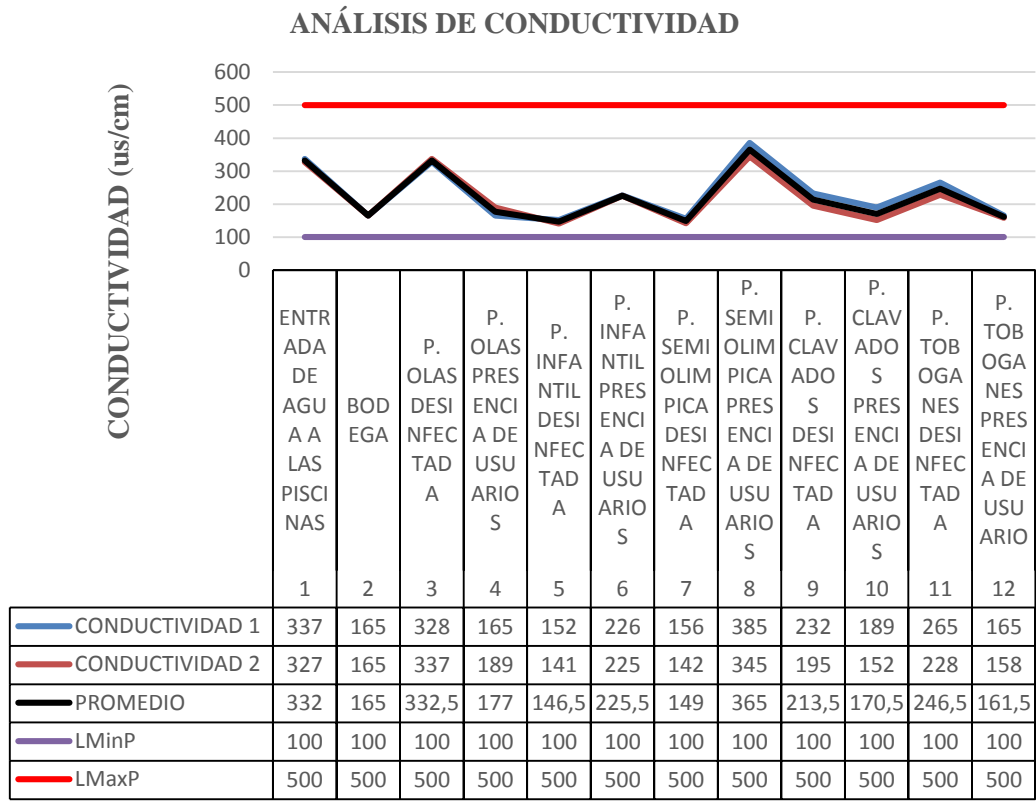 ANÁLISIS DE CONDUCTIVIDAD
CONDUCTIVIDAD (us/cm)
600
500
400
300
200
100
0
ENTR
ADA
DE
AGU
A A
LAS
PISCI
NAS
BOD
EGA
P.
OLAS
DESI
NFEC
TAD
A
P.
OLAS
PRES
ENCI
A DE
USU
ARIO
S
P.
INFA
NTIL
DESI
NFEC
TAD
A
P.
INFA
NTIL
PRES
ENCI
A DE
USU
ARIO
S
P.
SEMI
OLIM
PICA
DESI
NFEC
TAD
A
P.
SEMI
OLIM
PICA
PRES
ENCI
A DE
USU
ARIO
S
P.
CLAV
ADO
S
DESI
NFEC
TAD
A
P.
CLAV
ADO
S
PRES
ENCI
A DE
USU
ARIO
S
P.
TOB
OGA
NES
DESI
NFEC
TAD
A
P.
TOB
OGA
NES
PRES
ENCI
A DE
USU
ARIO
1 2 3 4 5 6 7 8 9 10 11 12
CONDUCTIVIDAD 1 337 165 328 165 152 226 156 385 232 189 265 165
CONDUCTIVIDAD 2 327 165 337 189 141 225 142 345 195 152 228 158
PROMEDIO 332 165 332,5 177 146,5 225,5 149 365 213,5 170,5 246,5 161,5
LMinP 100 100 100 100 100 100 100 100 100 100 100 100
LMaxP 500 500 500 500 500 500 500 500 500 500 500 500